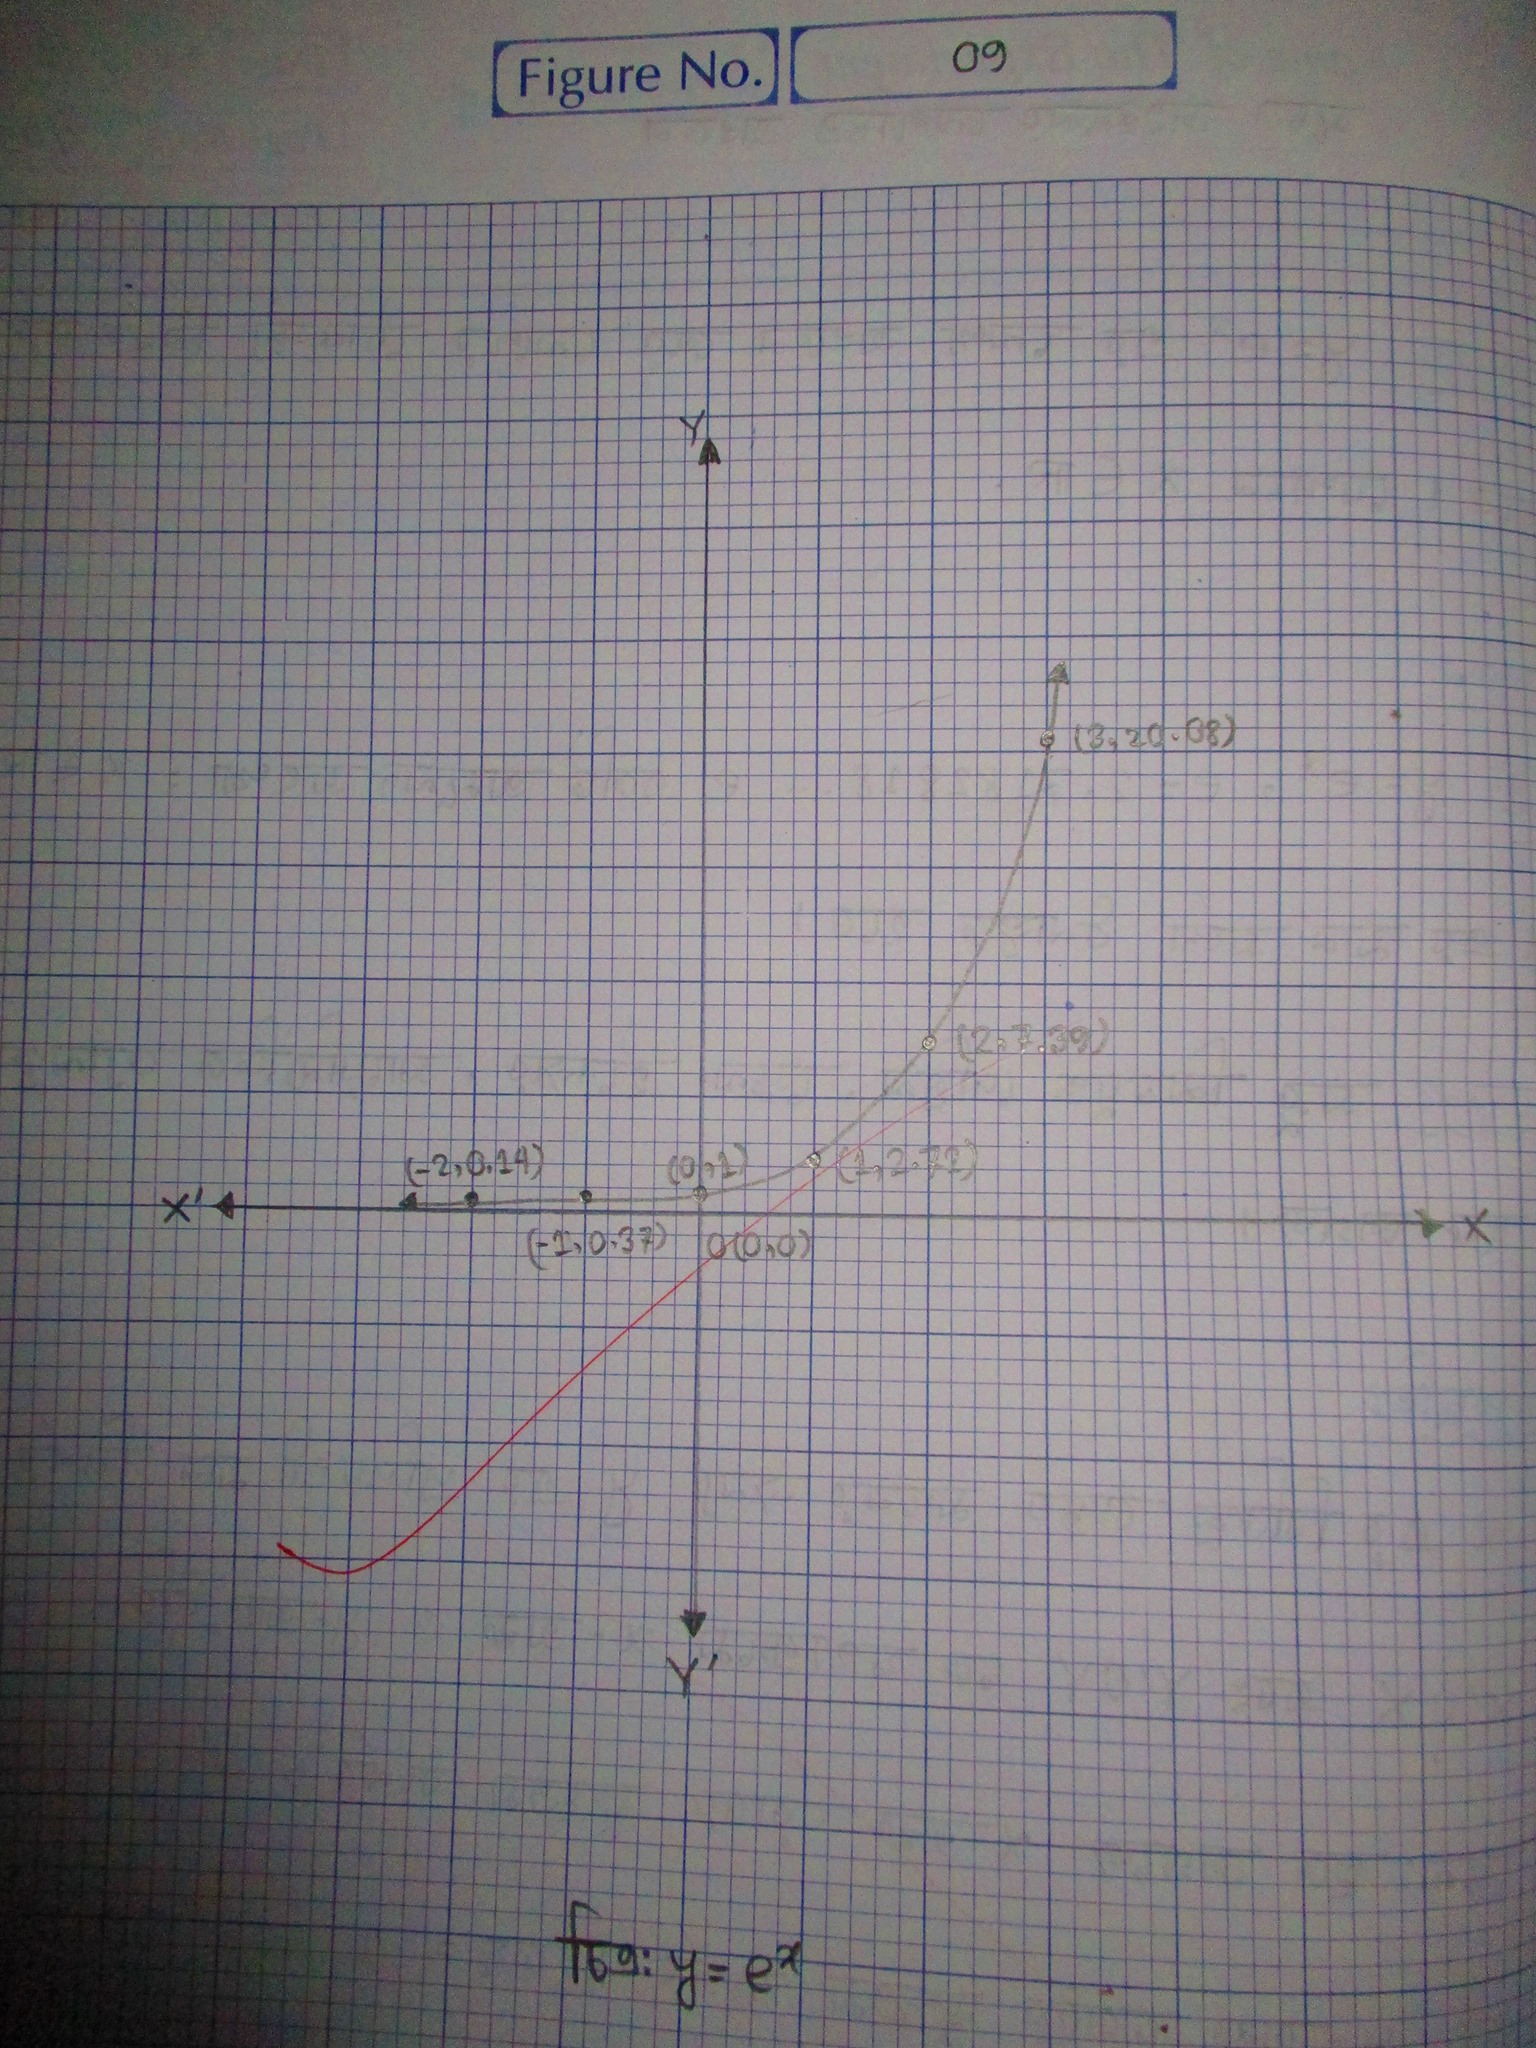 Figure No. 09
Y
(3, 20.08)
(2, 7.39)
(-2, 0.14) (0, 1) (1, 2.72)
X' X
(-1, 0.37) O(0,0)
Y'
চিত্র: y = eˣ